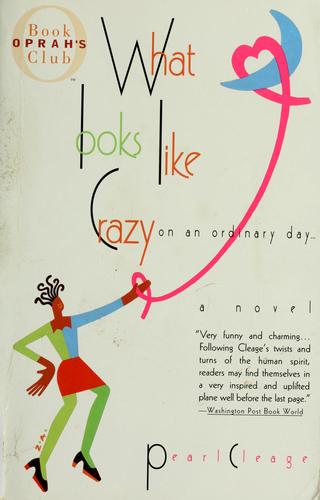 Book
OPRAH'S
Club
TM
What
looks like
Crazy on an ordinary day...
a novel
"Very funny and charming...
Following Cleage's twists and
turns of the human spirit,
readers may find themselves in
a very inspired and uplifted
plane well before the last page."
—Washington Post Book World
pearl Cleage